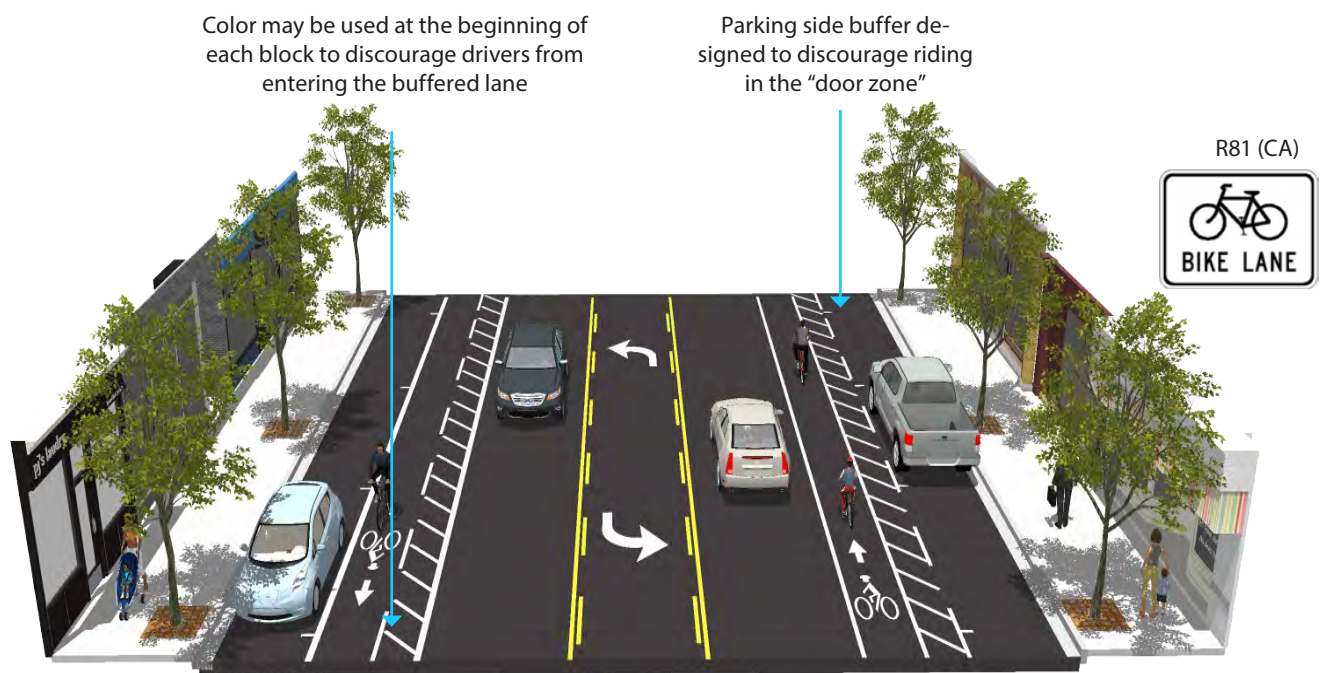 Color may be used at the beginning of
each block to discourage drivers from
entering the buffered lane
Parking side buffer de-
signed to discourage riding
in the “door zone”
R81 (CA)
BIKE LANE